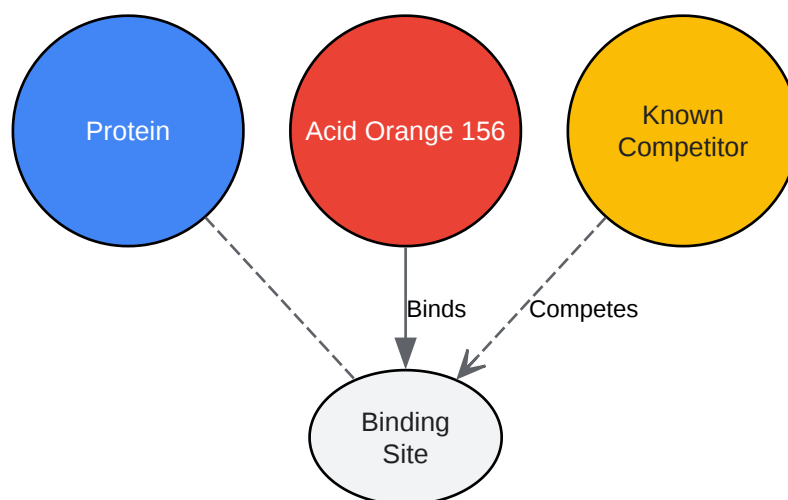 Protein
Acid Orange 156
Known
Competitor
Binds
Competes
Binding
Site